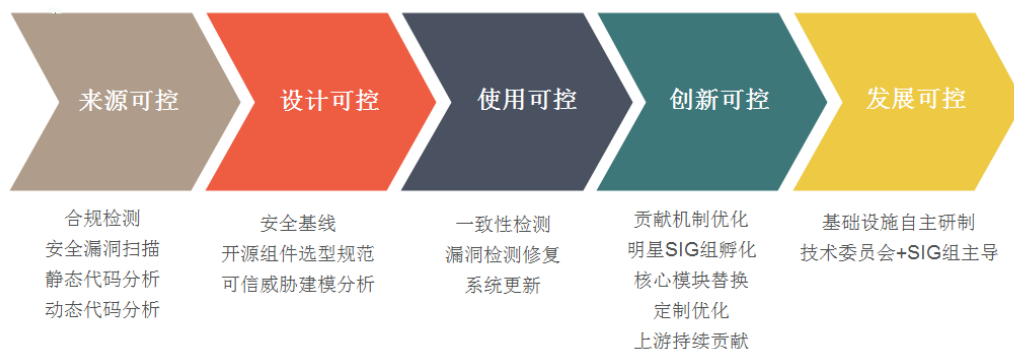 来源可控
设计可控
使用可控
创新可控
发展可控
合规检测
安全漏洞扫描
静态代码分析
动态代码分析
安全基线
开源组件选型规范
可信威胁建模分析
一致性检测
漏洞检测修复
系统更新
贡献机制优化
明星SIG组孵化
核心模块替换
定制优化
上游持续贡献
基础设施自主研制
技术委员会+SIG组主导